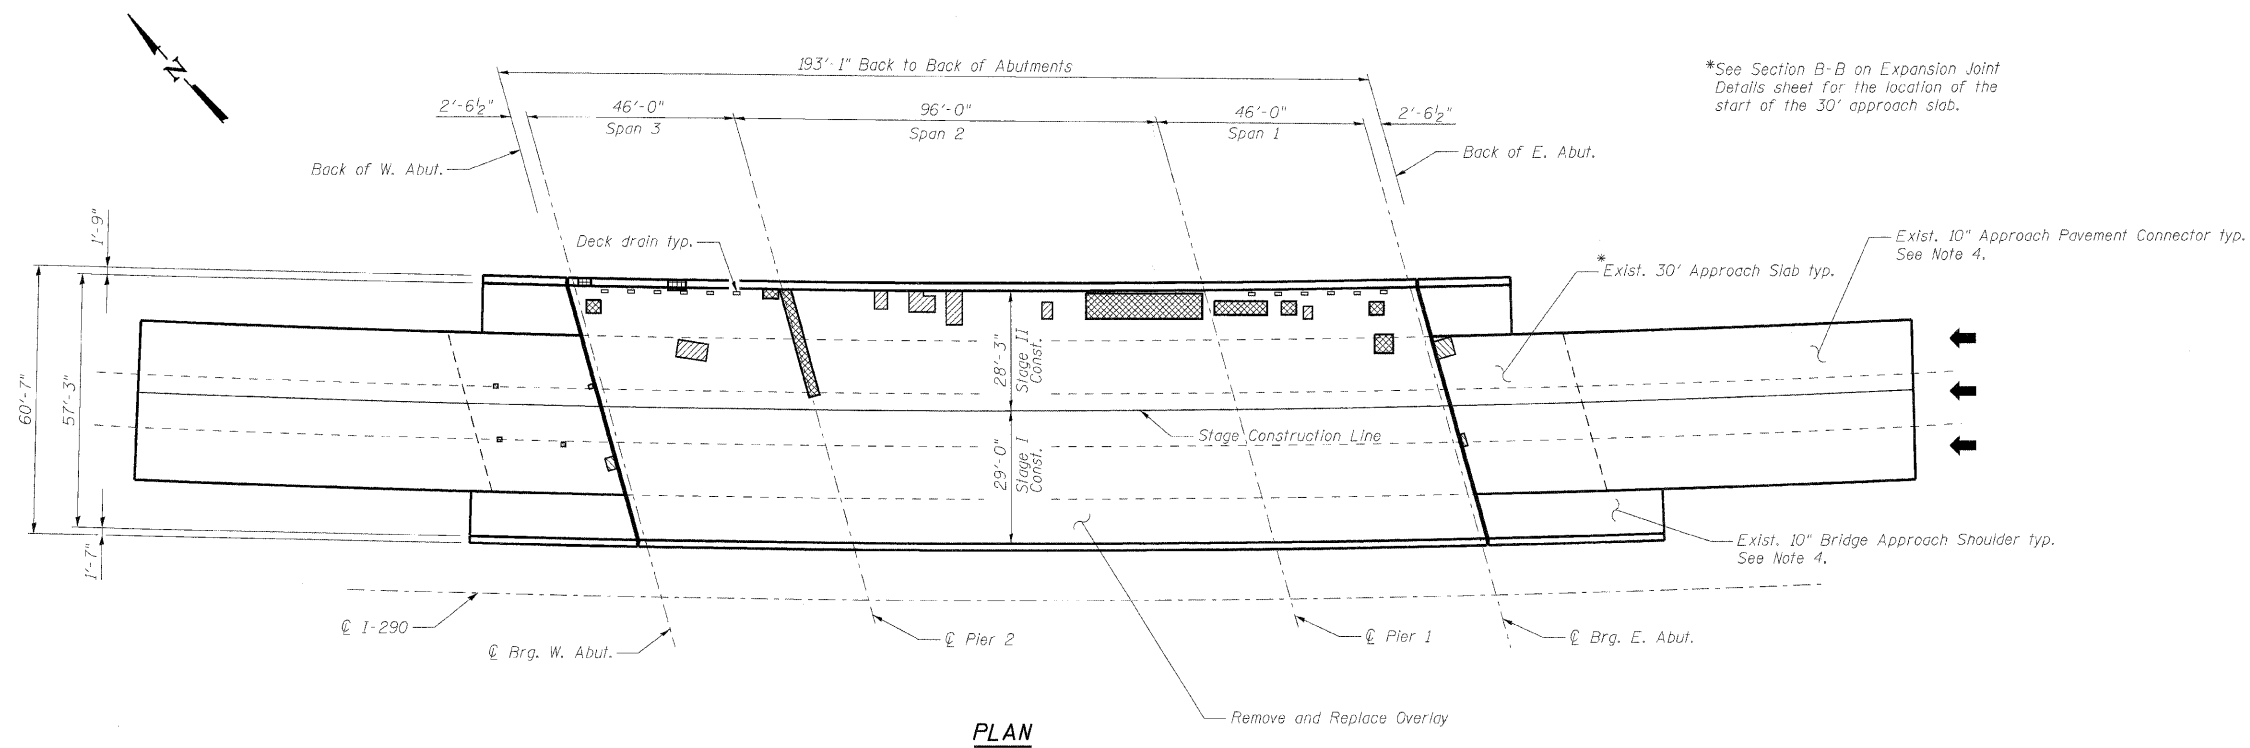 N
193'-1" Back to Back of Abutments
2'-6½"
46'-0"
Span 3
96'-0"
Span 2
46'-0"
Span 1
2'-6½"
*See Section B-B on Expansion Joint
Details sheet for the location of the
start of the 30' approach slab.
Back of W. Abut.
Back of E. Abut.
1'-9"
Deck drain typ.
Exist. 10" Approach Pavement Connector typ.
See Note 4.
*
Exist. 30' Approach Slab typ.
60'-7"
57'-3"
28'-3"
Stage II
Const.
Stage Construction Line
29'-0"
Stage I
Const.
1'-7"
Exist. 10" Bridge Approach Shoulder typ.
See Note 4.
℄ I-290
℄ Brg. W. Abut.
℄ Pier 2
℄ Pier 1
℄ Brg. E. Abut.
Remove and Replace Overlay
PLAN